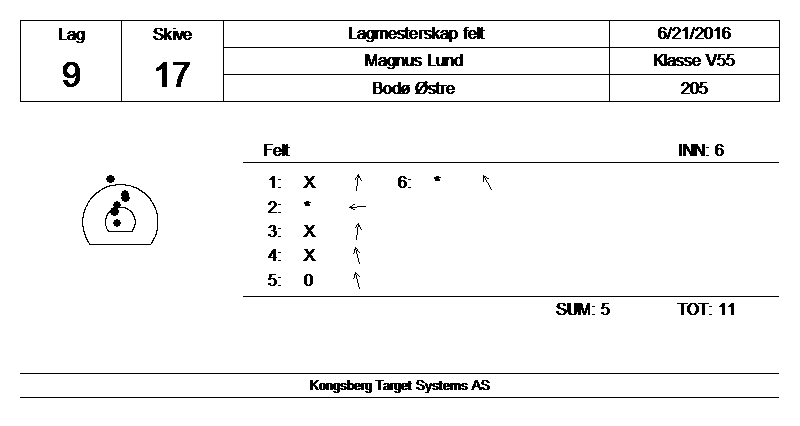 Lag Skive Lagmesterskap felt 6/21/2016
9 17 Magnus Lund Klasse V55
Bodø Østre 205
Felt INN: 6
1: X ↑ 6: * ↖
2: * ←
3: X ↑
4: X ↑
5: 0 ↑
SUM: 5 TOT: 11
Kongsberg Target Systems AS